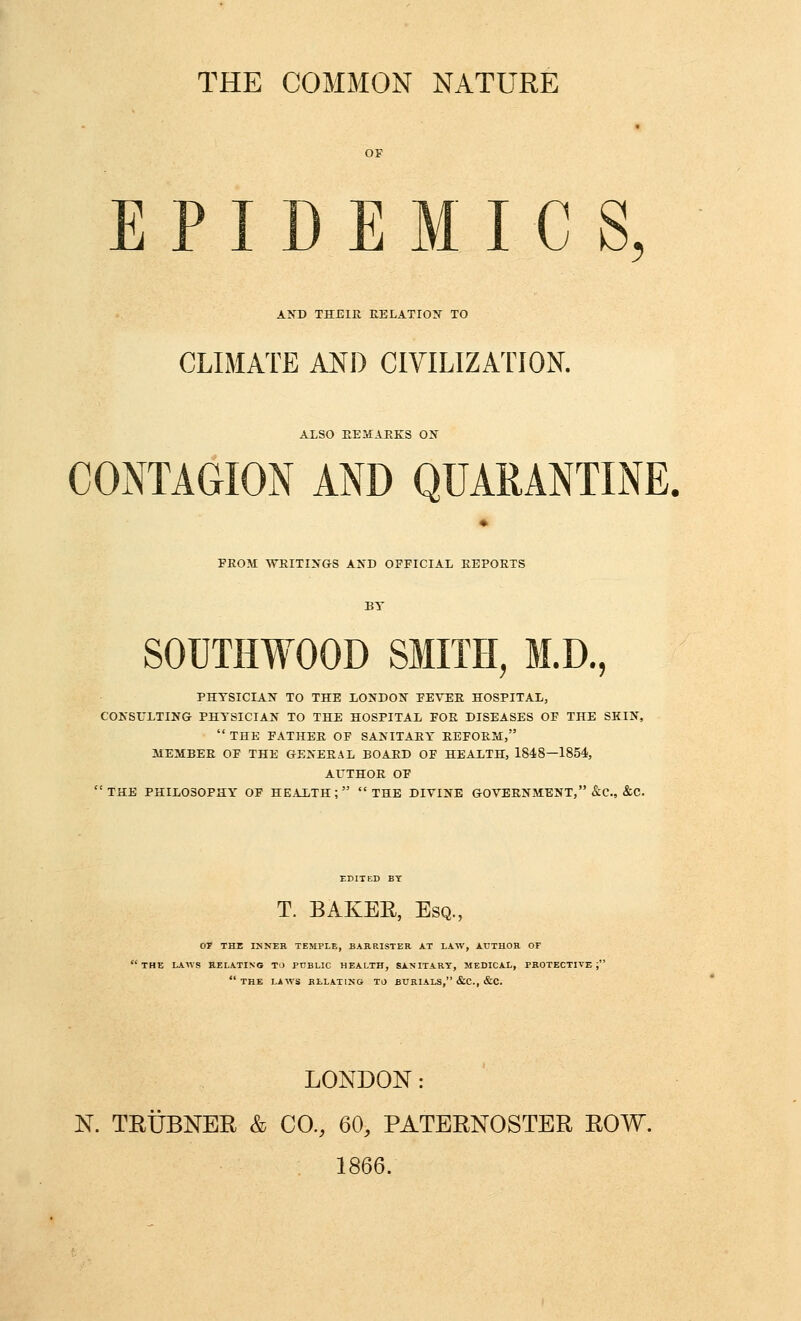 THE COMMON NATURE
OF
EPIDEMICS,
AND THEIR RELATION TO
CLIMATE AND CIVILIZATION.
ALSO REMARKS ON
CONTAGION AND QUARANTINE.
FROM WRITINGS AND OFFICIAL REPORTS
BY
SOUTHWOOD SMITH, M.D.,
PHYSICIAN TO THE LONDON FEVER HOSPITAL,
CONSULTING PHYSICIAN TO THE HOSPITAL FOR DISEASES OF THE SKIN,
"THE FATHER OF SANITARY REFORM,"
MEMBER OF THE GENERAL BOARD OF HEALTH, 1848—1854,
AUTHOR OF
"THE PHILOSOPHY OF HEALTH;" "THE DIVINE GOVERNMENT," &C., &C.
EDITED BY
T. BAKER, ESQ.,
OF THE INNER TEMPLE, BARRISTER AT LAW, AUTHOR OF
"THE LAWS RELATING TO PUBLIC HEALTH, SANITARY, MEDICAL, PROTECTIVE;"
"THE LAWS RELATING TO BURIALS," &C., &C.
LONDON:
N. TRÜBNER & CO., 60, PATERNOSTER ROW.
1866.